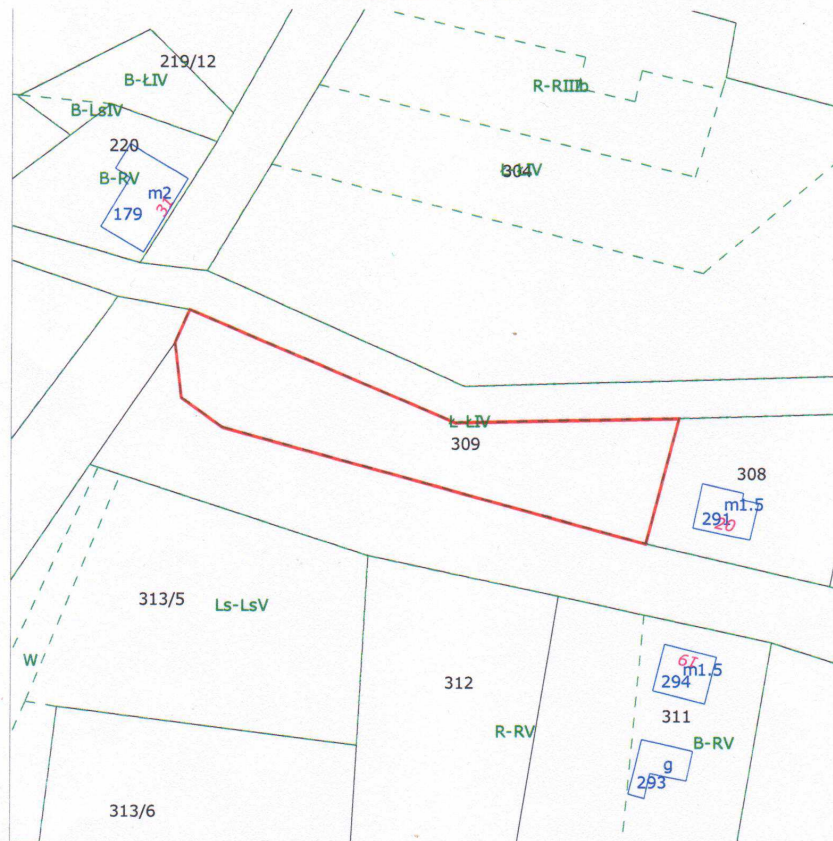 219/12
B-ŁIV
B-LsIV
R-RIIIb
220
304
Ł-ŁIV
B-RV
m2
31
179
Ł-ŁIV
309
308
m1.5
291
20
313/5
Ls-LsV
W
19
m1.5
294
312
311
R-RV
B-RV
g
293
313/6